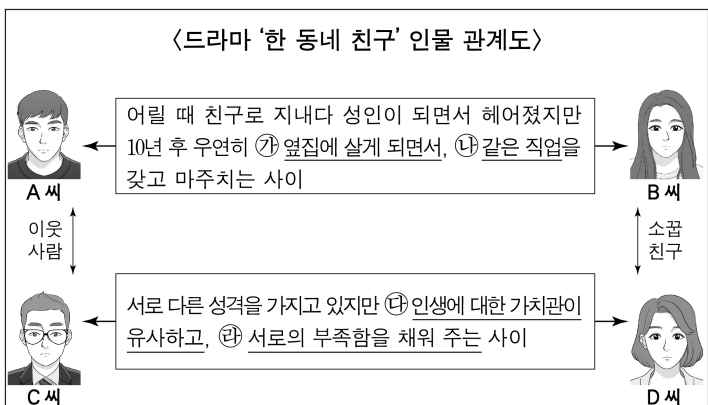 〈드라마 ‘한 동네 친구’ 인물 관계도〉
어릴 때 친구로 지내다 성인이 되면서 헤어졌지만
10년 후 우연히 ㉮ 옆집에 살게 되면서, ㉯ 같은 직업을
갖고 마주치는 사이
A 씨
B 씨
이웃
사람
소꿉
친구
서로 다른 성격을 가지고 있지만 ㉰ 인생에 대한 가치관이
유사하고, ㉱ 서로의 부족함을 채워 주는 사이
C 씨
D 씨